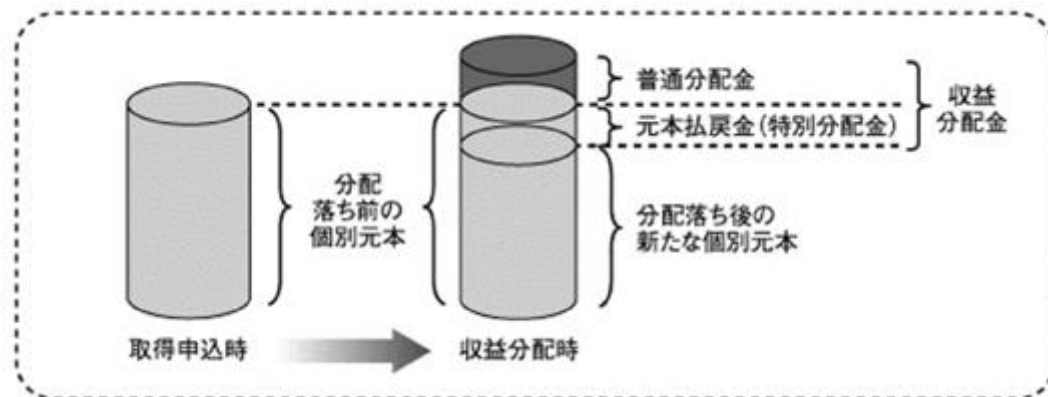 普通分配金
元本払戻金(特別分配金)
収益
分配金
分配
落ち前の
個別元本
分配落ち後の
新たな個別元本
取得申込時
収益分配時